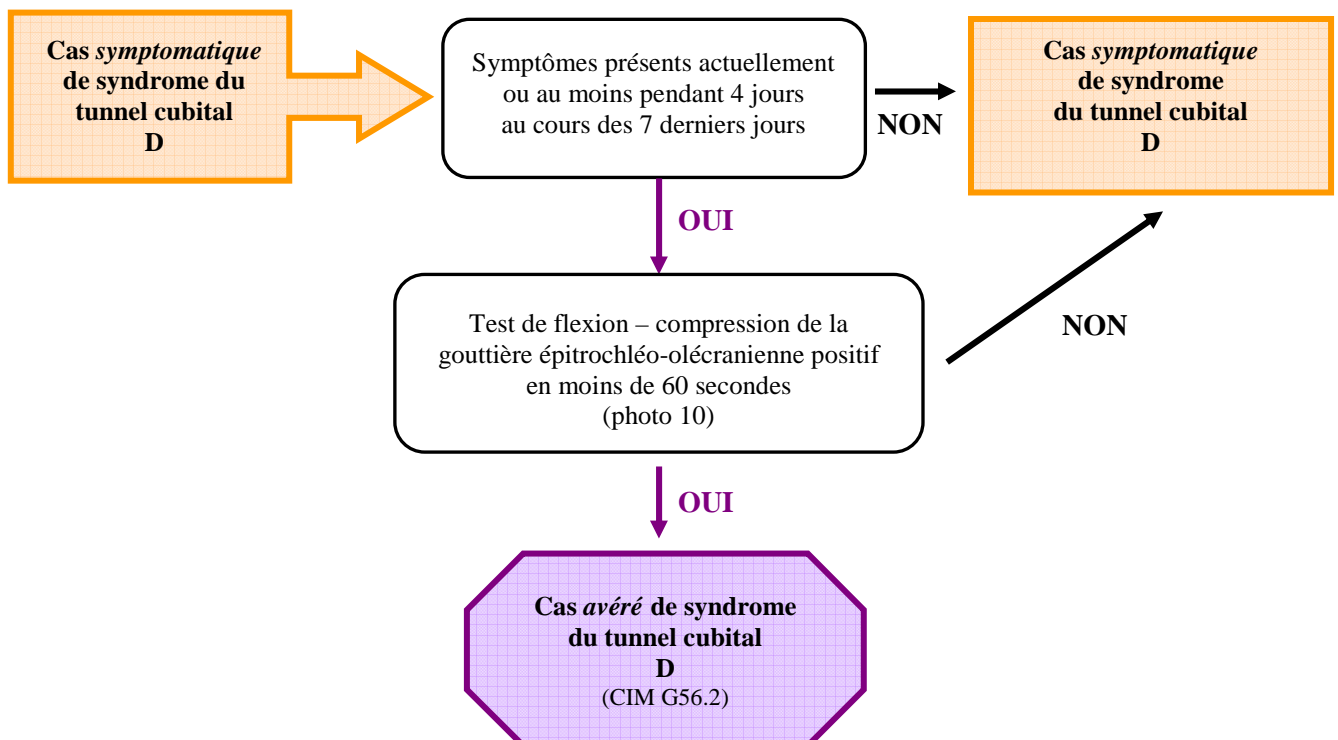 Cas symptomatique
de syndrome du
tunnel cubital
D
Symptômes présents actuellement
ou au moins pendant 4 jours
au cours des 7 derniers jours
NON
Cas symptomatique
de syndrome
du tunnel cubital
D
OUI
Test de flexion – compression de la
gouttière épitrochléo-olécranienne positif
en moins de 60 secondes
(photo 10)
NON
OUI
Cas avéré de syndrome
du tunnel cubital
D
(CIM G56.2)